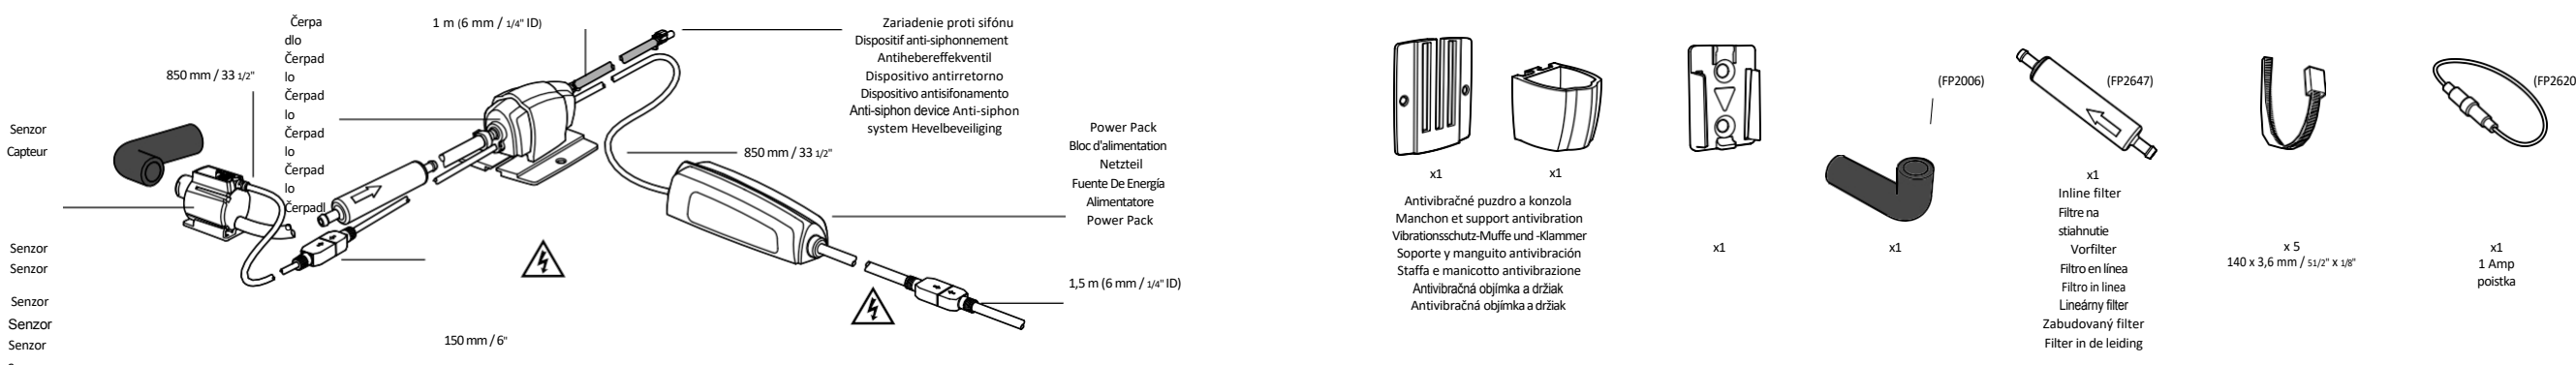 Senzor
Capteur
Senzor
Senzor
Senzor
Senzor
Senzor
850 mm / 33 1/2"
Čerpa
dlo
Čerpad
lo
Čerpad
lo
Čerpad
lo
Čerpad
lo
Čerpadl
1 m (6 mm / 1/4" ID)
150 mm / 6"
Zariadenie proti sifónu
Dispositif anti-siphonnement
Antihebereffekventil
Dispositivo antirretorno
Dispositivo antisifonamento
Anti-siphon device Anti-siphon
system Hevelbeveiliging
850 mm / 33 1/2"
Power Pack
Bloc d'alimentation
Netzteil
Fuente De Energía
Alimentatore
Power Pack
1,5 m (6 mm / 1/4" ID)
x1
x1
Antivibračné puzdro a konzola
Manchon et support antivibration
Vibrationsschutz-Muffe und -Klammer
Soporte y manguito antivibración
Staffa e manicotto antivibrazione
Antivibračná objímka a držiak
Antivibračná objímka a držiak
x1
(FP2006)
x1
(FP2647)
x1
Inline filter
Filtre na
stiahnutie
Vorfilter
Filtro en línea
Filtro in linea
Lineárny filter
Zabudovaný filter
Filter in de leiding
x 5
140 x 3,6 mm / 51/2" x 1/8"
(FP2620
x1
1 Amp
poistka